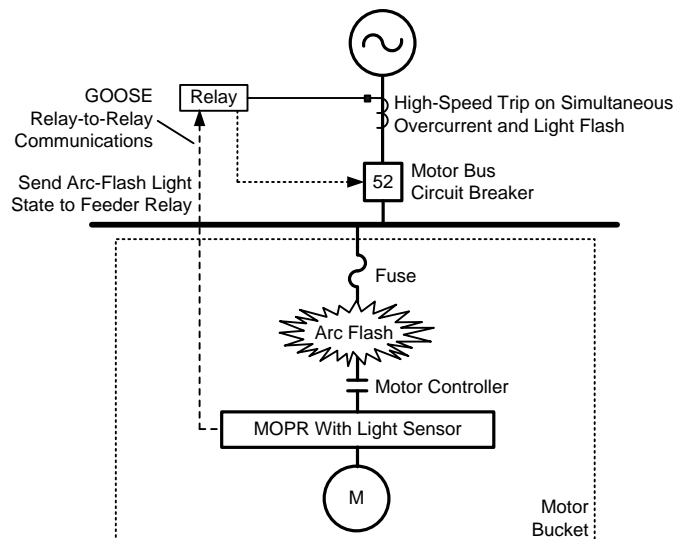 GOOSE
Relay-to-Relay
Communications
Relay
High-Speed Trip on Simultaneous
Overcurrent and Light Flash
Send Arc-Flash Light
State to Feeder Relay
52
Motor Bus
Circuit Breaker
Fuse
Arc Flash
Motor Controller
MOPR With Light Sensor
M
Motor
Bucket